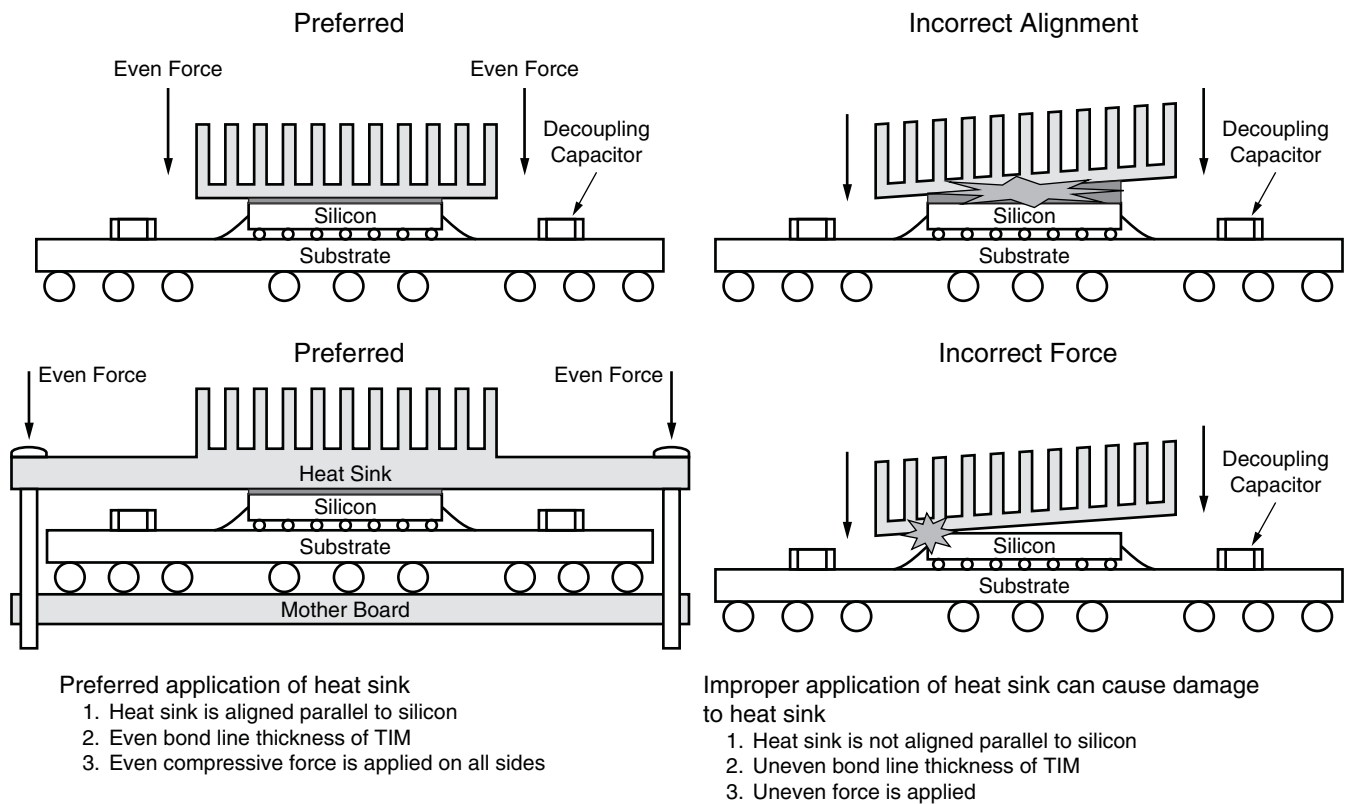 Preferred
Even Force
Even Force
Decoupling
Capacitor
Silicon
Substrate
Incorrect Alignment
Decoupling
Capacitor
Silicon
Substrate
Preferred
Even Force
Even Force
Heat Sink
Silicon
Substrate
Mother Board
Incorrect Force
Decoupling
Capacitor
Silicon
Substrate
Preferred application of heat sink
1. Heat sink is aligned parallel to silicon
2. Even bond line thickness of TIM
3. Even compressive force is applied on all sides
Improper application of heat sink can cause damage
to heat sink
1. Heat sink is not aligned parallel to silicon
2. Uneven bond line thickness of TIM
3. Uneven force is applied